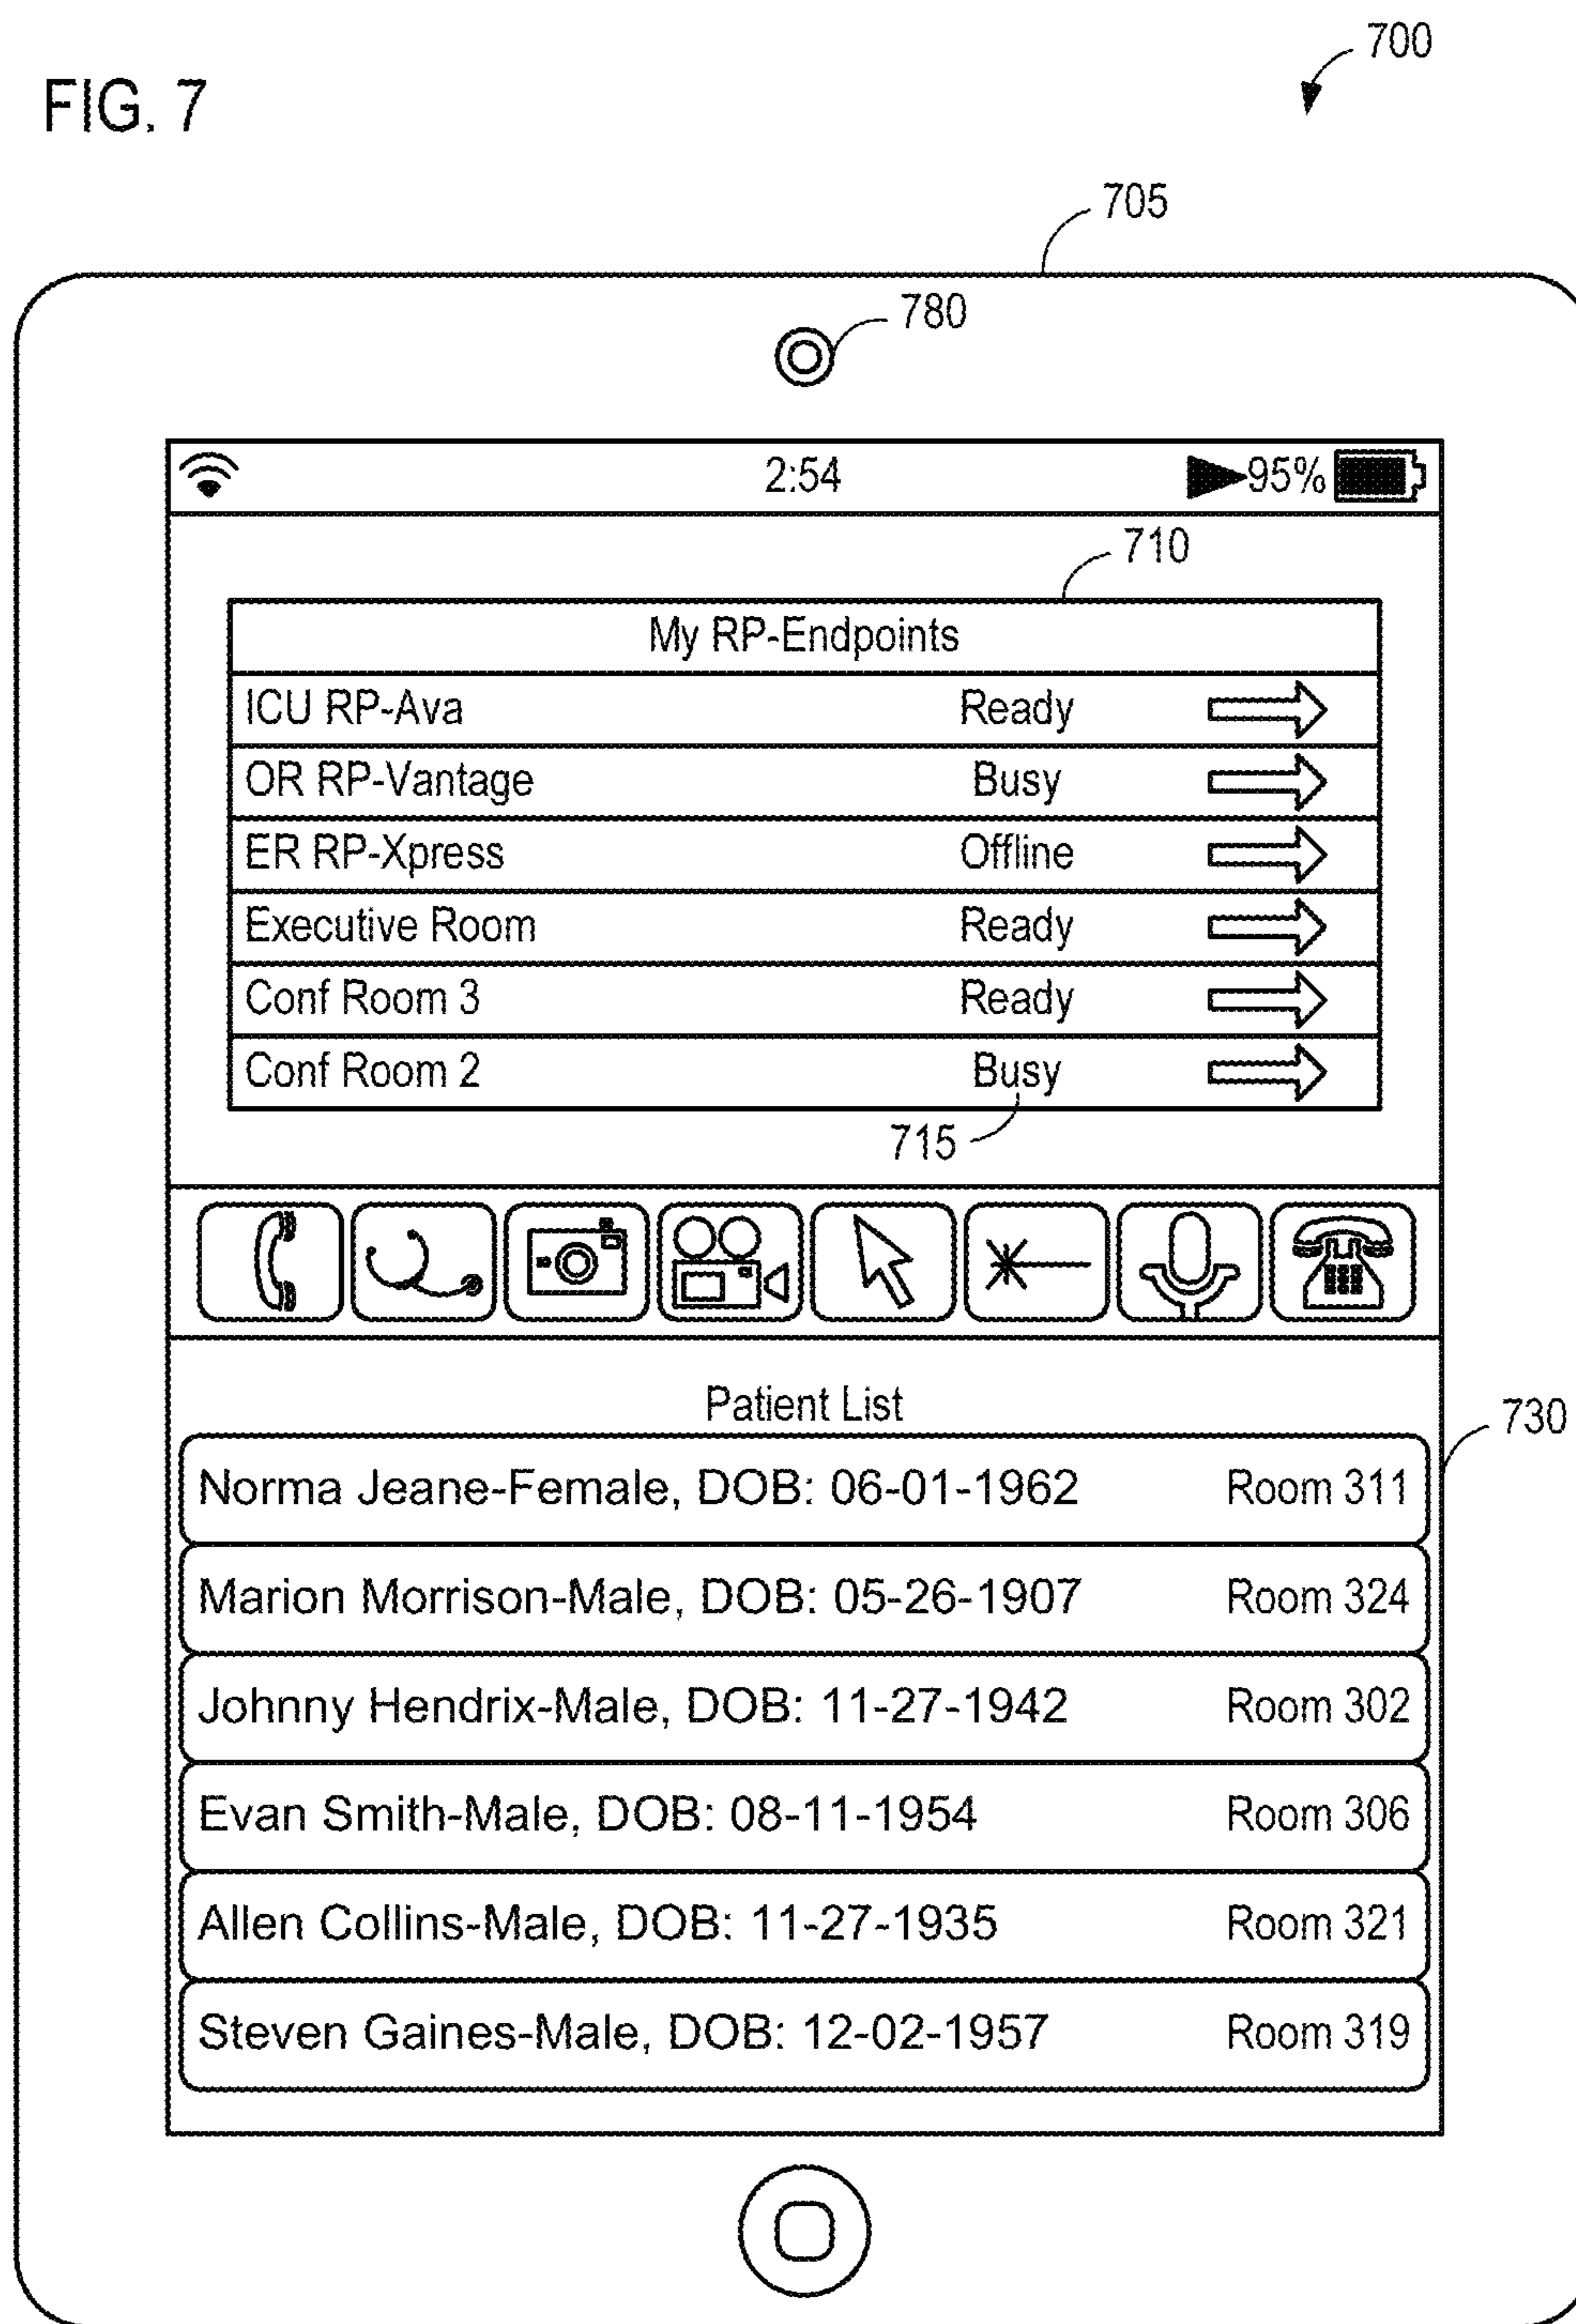 FIG. 7
700
705
780
2:54 95%
710
My RP-Endpoints
ICU RP-Ava Ready
OR RP-Vantage Busy
ER RP-Xpress Offline
Executive Room Ready
Conf Room 3 Ready
Conf Room 2 Busy
715
Patient List
730
Norma Jeane-Female, DOB: 06-01-1962 Room 311
Marion Morrison-Male, DOB: 05-26-1907 Room 324
Johnny Hendrix-Male, DOB: 11-27-1942 Room 302
Evan Smith-Male, DOB: 08-11-1954 Room 306
Allen Collins-Male, DOB: 11-27-1935 Room 321
Steven Gaines-Male, DOB: 12-02-1957 Room 319